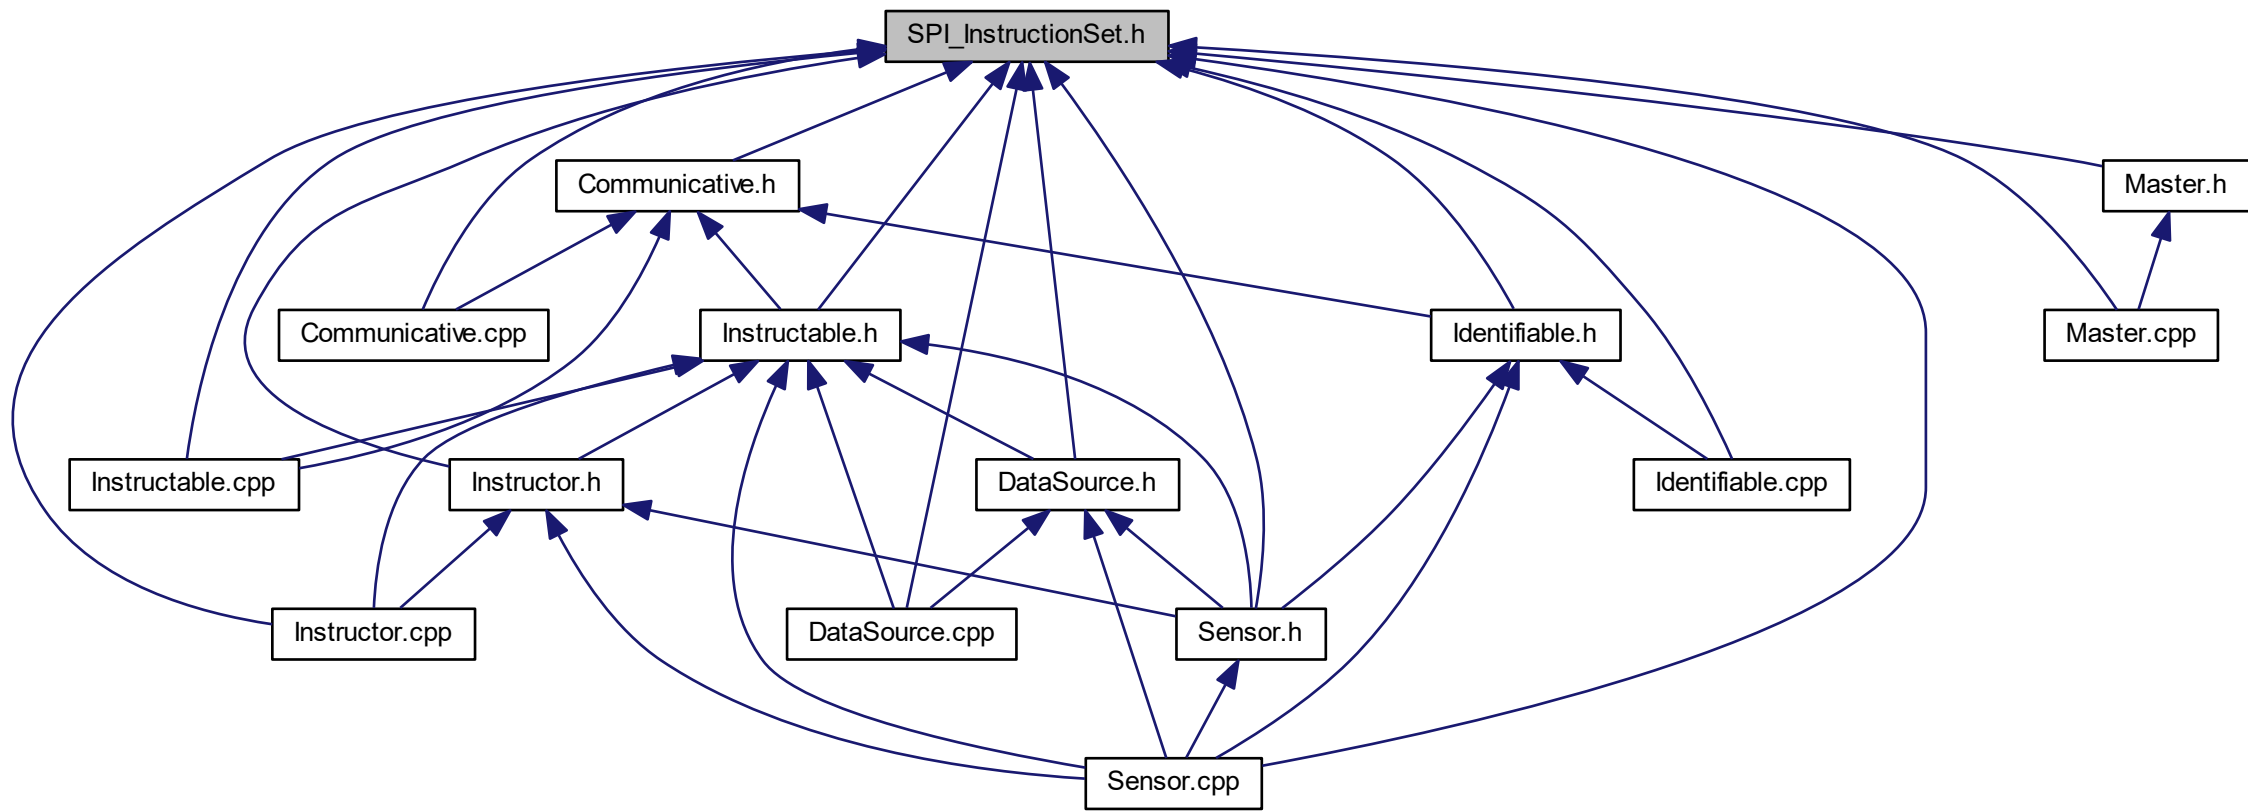 SPI_InstructionSet.h
Communicative.h
Master.h
Communicative.cpp
Instructable.h
Identifiable.h
Master.cpp
Instructable.cpp
Instructor.h
DataSource.h
Identifiable.cpp
Instructor.cpp
DataSource.cpp
Sensor.h
Sensor.cpp